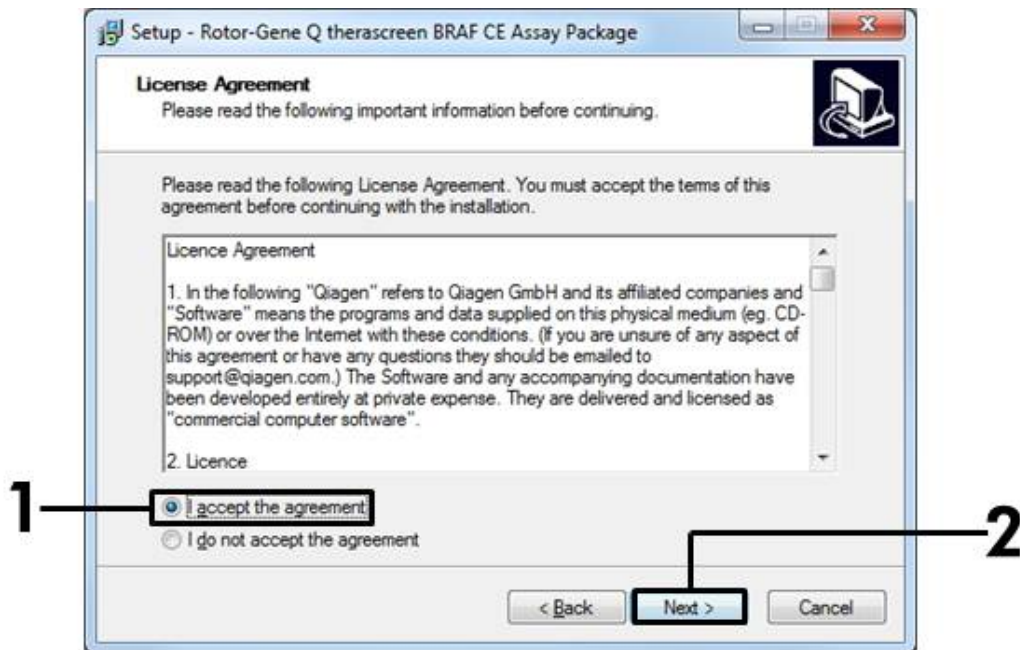 Setup - Rotor-Gene Q therascreen BRAF CE Assay Package
License Agreement
Please read the following important information before continuing.
Please read the following License Agreement. You must accept the terms of this
agreement before continuing with the installation.
Licence Agreement
1. In the following "Qiagen" refers to Qiagen GmbH and its affiliated companies and
"Software" means the programs and data supplied on this physical medium (eg. CD-
ROM) or over the Internet with these conditions. (If you are unsure of any aspect of
this agreement or have any questions they should be emailed to
support@qiagen.com.) The Software and any accompanying documentation have
been developed entirely at private expense. They are delivered and licensed as
"commercial computer software".
2. Licence
1
I accept the agreement
I do not accept the agreement
2
< Back
Next >
Cancel